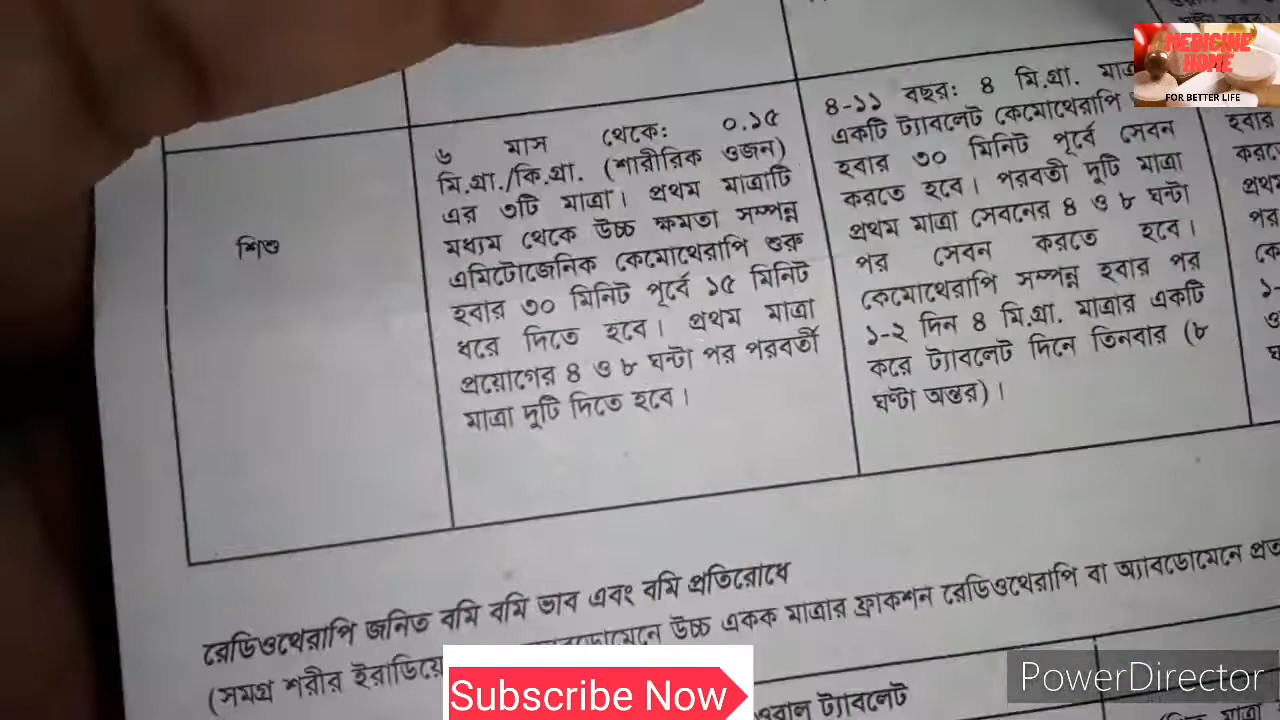 MEDICINE
HOME
FOR BETTER LIFE
শিশু
৬ মাস থেকে: ০.১৫
মি.গ্রা./কি.গ্রা. (শারীরিক ওজন)
এর ৩টি মাত্রা। প্রথম মাত্রাটি
মধ্যম থেকে উচ্চ ক্ষমতা সম্পন্ন
এমিটোজেনিক কেমোথেরাপি শুরু
হবার ৩০ মিনিট পূর্বে ১৫ মিনিট
ধরে দিতে হবে। প্রথম মাত্রা
প্রয়োগের ৪ ও ৮ ঘন্টা পর পরবর্তী
মাত্রা দুটি দিতে হবে।
৪-১১ বছর: ৪ মি.গ্রা.
একটি ট্যাবলেট কেমোথেরাপি
হবার ৩০ মিনিট পূর্বে সেবন
করতে হবে। পরবর্তী দুটি মাত্রা
প্রথম মাত্রা সেবনের ৪ ও ৮ ঘন্টা
পর সেবন করতে হবে।
কেমোথেরাপি সম্পন্ন হবার পর
১-২ দিন ৪ মি.গ্রা. মাত্রার একটি
করে ট্যাবলেট দিনে তিনবার (৮
ঘণ্টা অন্তর)।
হবার
রেডিওথেরাপি জনিত বমি বমি ভাব এবং বমি প্রতিরোধে
(সমগ্র শরীর উচ্চ একক মাত্রার ফ্রাকশন রেডিওথেরাপি বা অ্যাবডোমেনে
ট্যাবলেট
Subscribe Now
PowerDirector